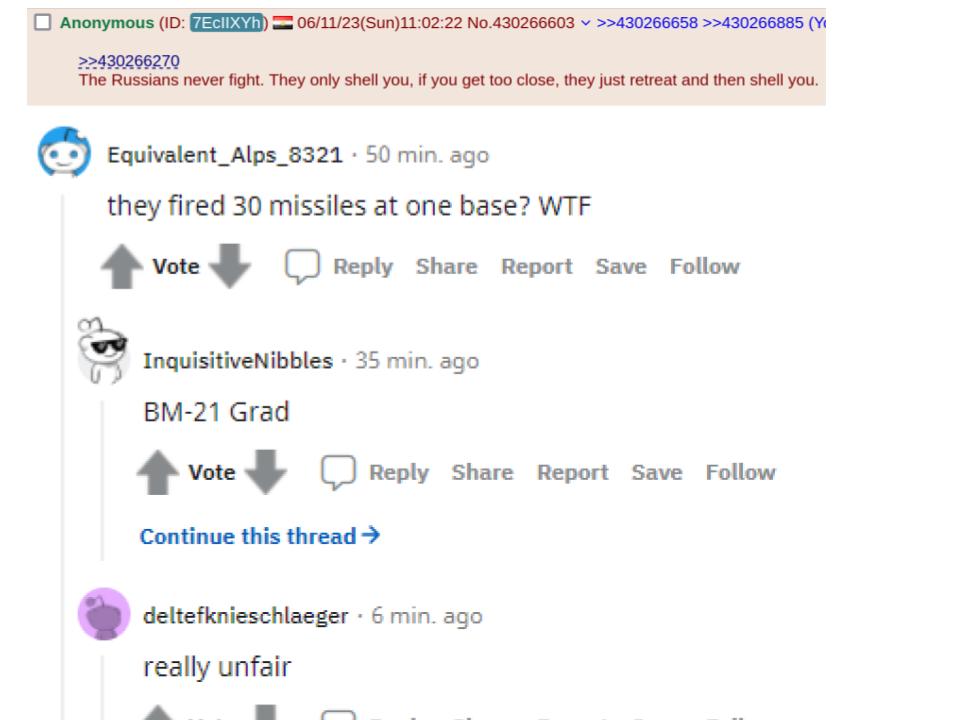 Anonymous (ID: 7EcIIXYh) 06/11/23(Sun)11:02:22 No.430266603 >>430266658 >>430266885
>>430266270
The Russians never fight. They only shell you, if you get too close, they just retreat and then shell you.
Equivalent_Alps_8321 · 50 min. ago
they fired 30 missiles at one base? WTF
Vote Reply Share Report Save Follow
InquisitiveNibbles · 35 min. ago
BM-21 Grad
Vote Reply Share Report Save Follow
Continue this thread →
deltefknieschlaeger · 6 min. ago
really unfair